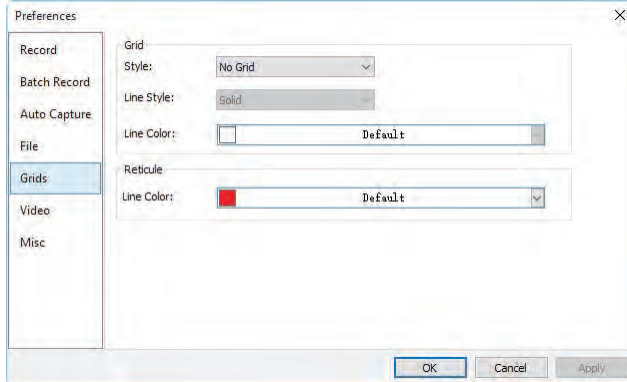 Preferences
Record
Batch Record
Auto Capture
File
Grids
Video
Misc
Grid
Style: No Grid
Line Style: Solid
Line Color: Default
Reticule
Line Color: Default
OK Cancel Apply